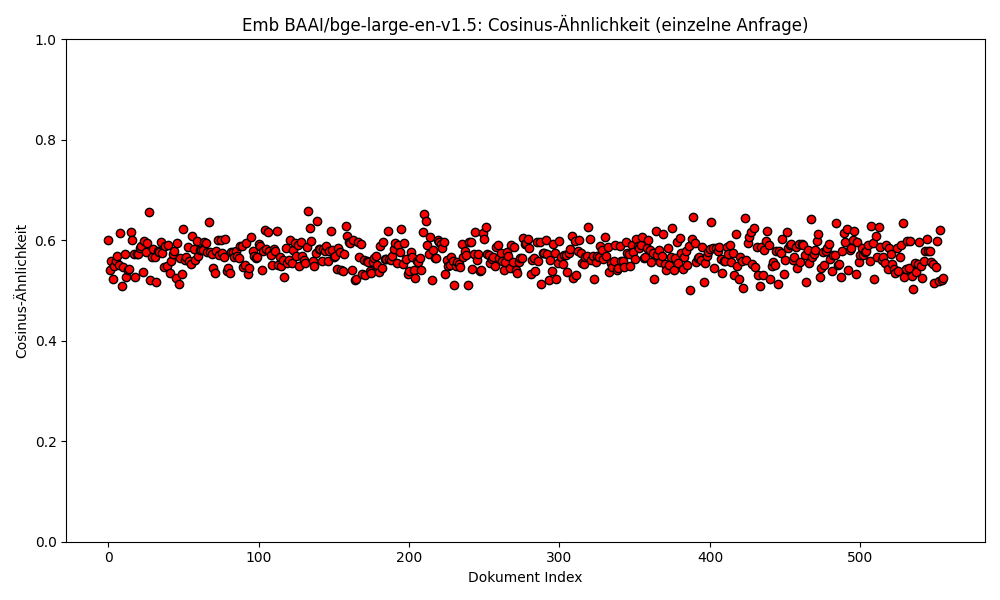 Emb BAAI/bge-large-en-v1.5: Cosinus-Ähnlichkeit (einzelne Anfrage)
1.0
0.8
0.6
0.4
0.2
0.0
Cosinus-Ähnlichkeit
0 100 200 300 400 500
Dokument Index